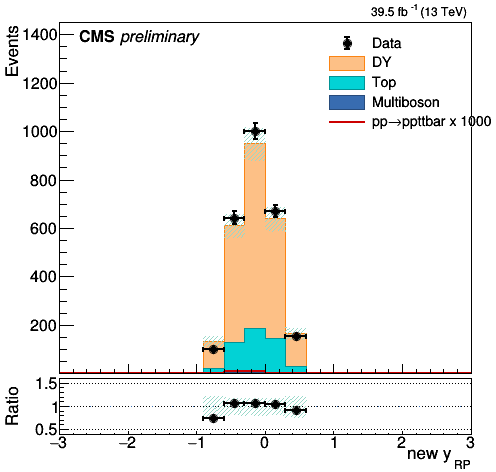 39.5 fb⁻¹ (13 TeV)
CMS preliminary
Data
DY
Top
Multiboson
pp→ppttbar x 1000
Events
1400
1200
1000
800
600
400
200
Ratio
1.5
1
0.5
−3 −2 −1 0 1 2 3
new y_RP